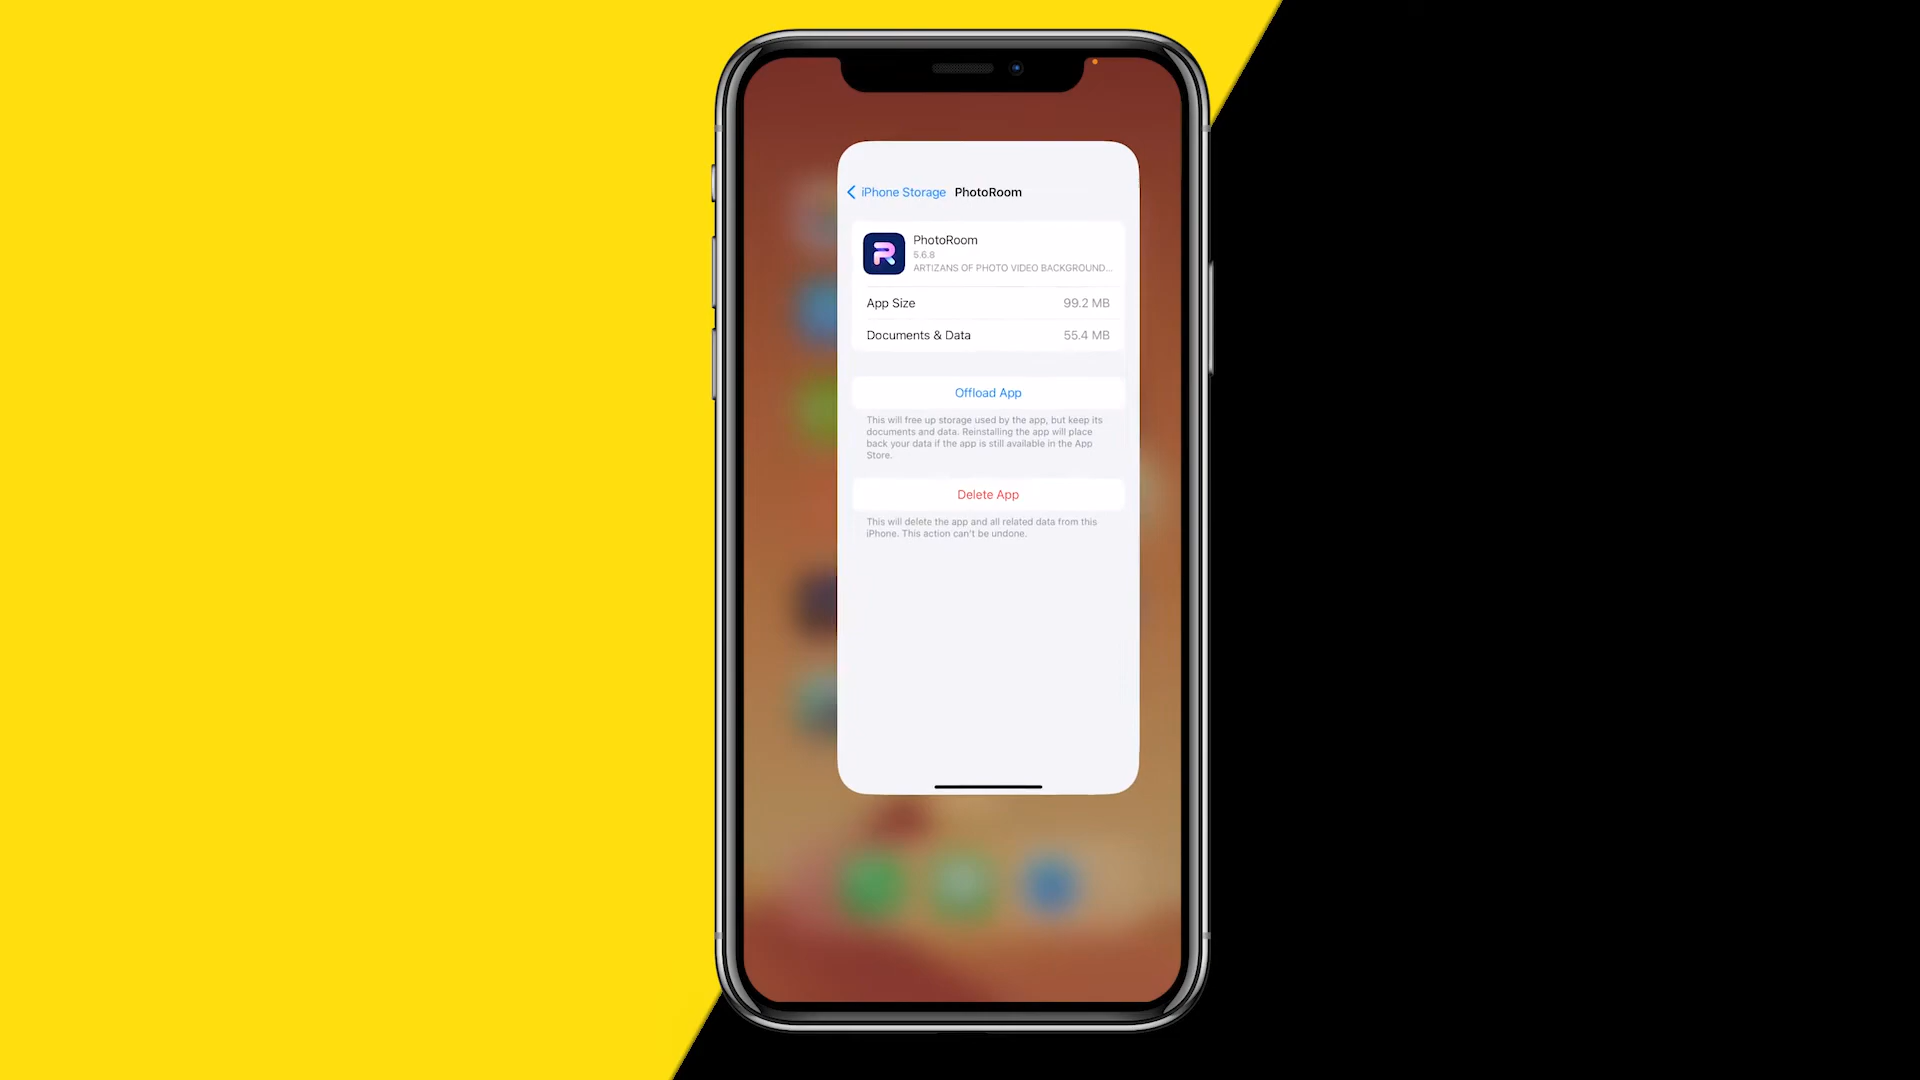 iPhone Storage PhotoRoom
PhotoRoom
5.6.8
ARTIZANS OF PHOTO VIDEO BACKGROUND...
App Size 99.2 MB
Documents & Data 55.4 MB
Offload App
This will free up storage used by the app, but keep its
documents and data. Reinstalling the app will place
back your data if the app is still available in the App
Store.
Delete App
This will delete the app and all related data from this
iPhone. This action can't be undone.